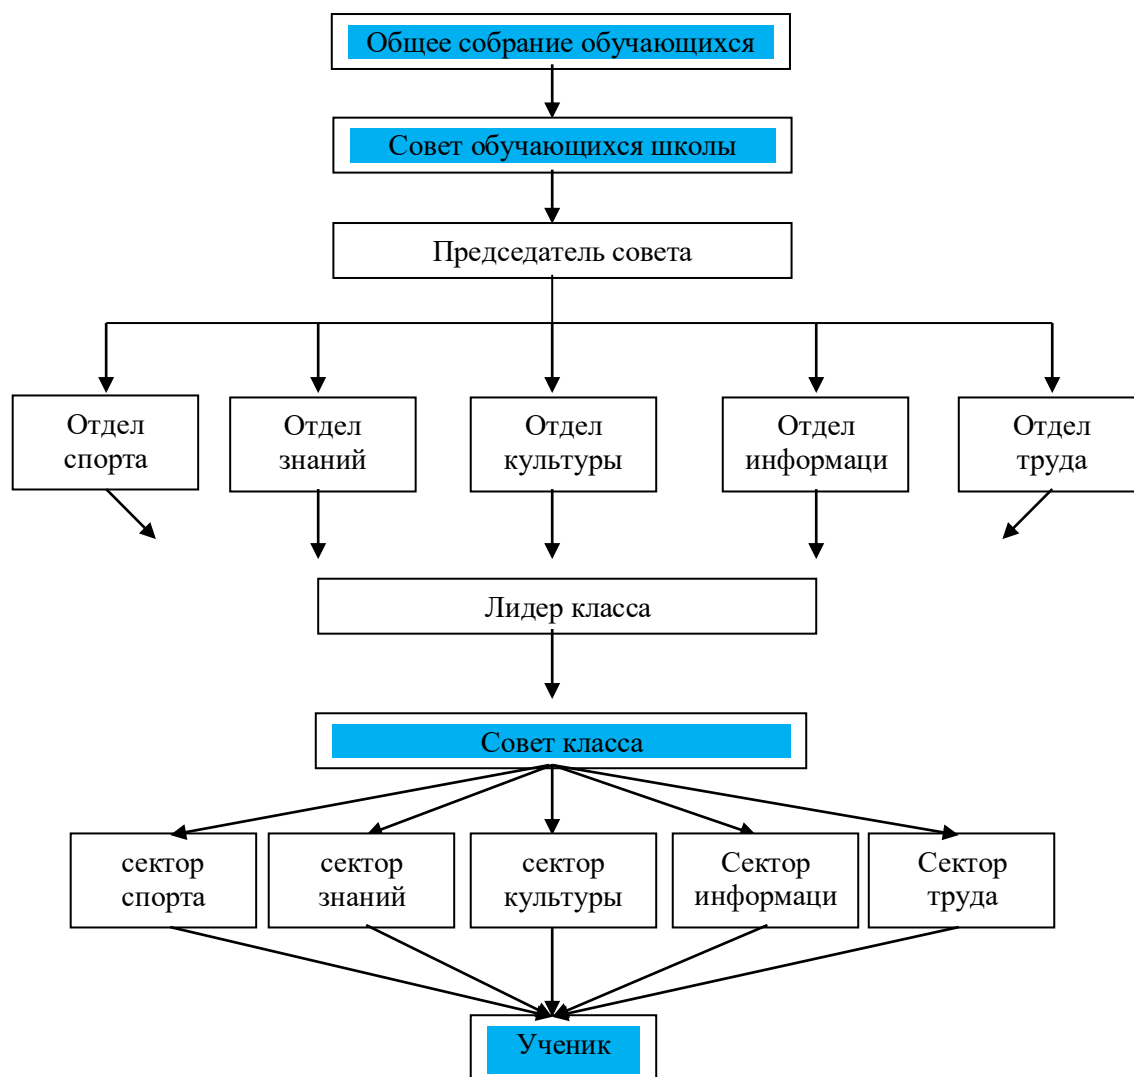 Общее собрание обучающихся
Совет обучающихся школы
Председатель совета
Отдел
спорта
Отдел
знаний
Отдел
культуры
Отдел
информаци
Отдел
труда
Лидер класса
Совет класса
сектор
спорта
сектор
знаний
сектор
культуры
Сектор
информаци
Сектор
труда
Ученик